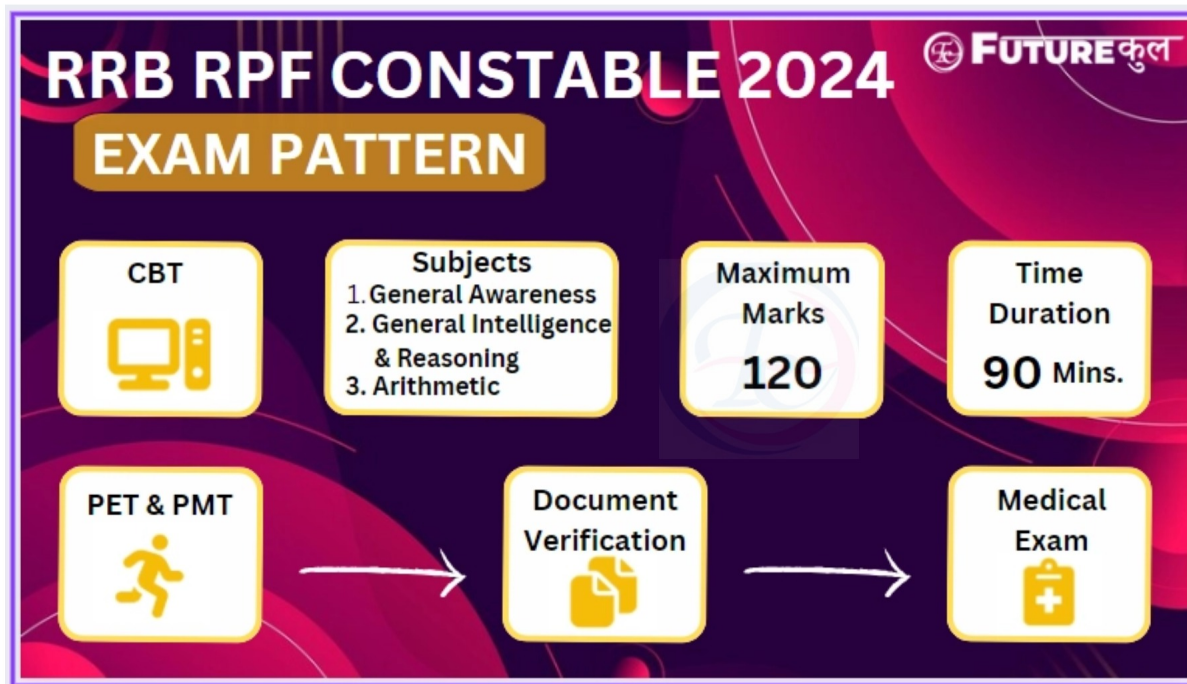 RRB RPF CONSTABLE 2024
FUTUREकुल
EXAM PATTERN
CBT
Subjects
1. General Awareness
2. General Intelligence
& Reasoning
3. Arithmetic
Maximum
Marks
120
Time
Duration
90 Mins.
PET & PMT
Document
Verification
Medical
Exam